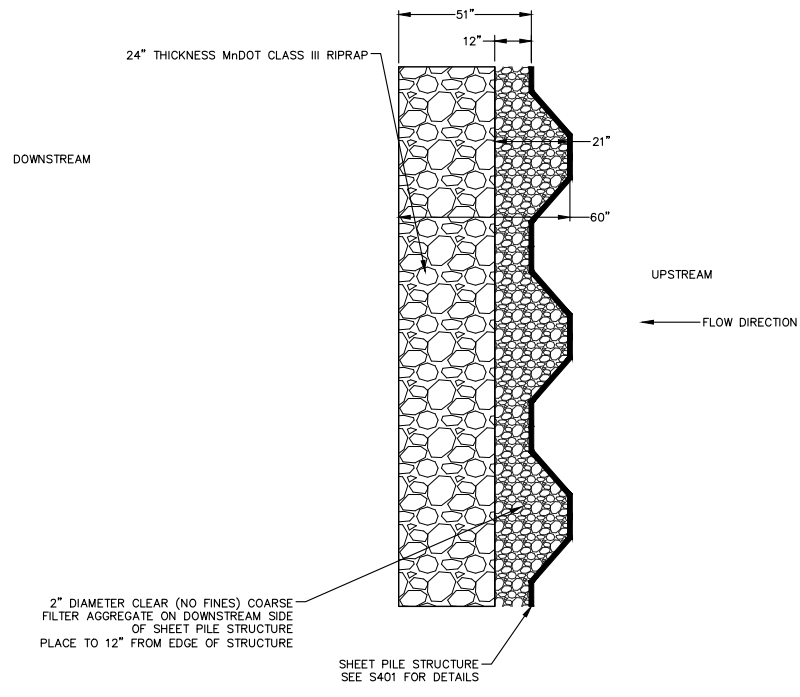 51"
12"
24" THICKNESS MnDOT CLASS III RIPRAP
21"
DOWNSTREAM
60"
UPSTREAM
FLOW DIRECTION
2" DIAMETER CLEAR (NO FINES) COARSE
FILTER AGGREGATE ON DOWNSTREAM SIDE
OF SHEET PILE STRUCTURE
PLACE TO 12" FROM EDGE OF STRUCTURE
SHEET PILE STRUCTURE
SEE S401 FOR DETAILS